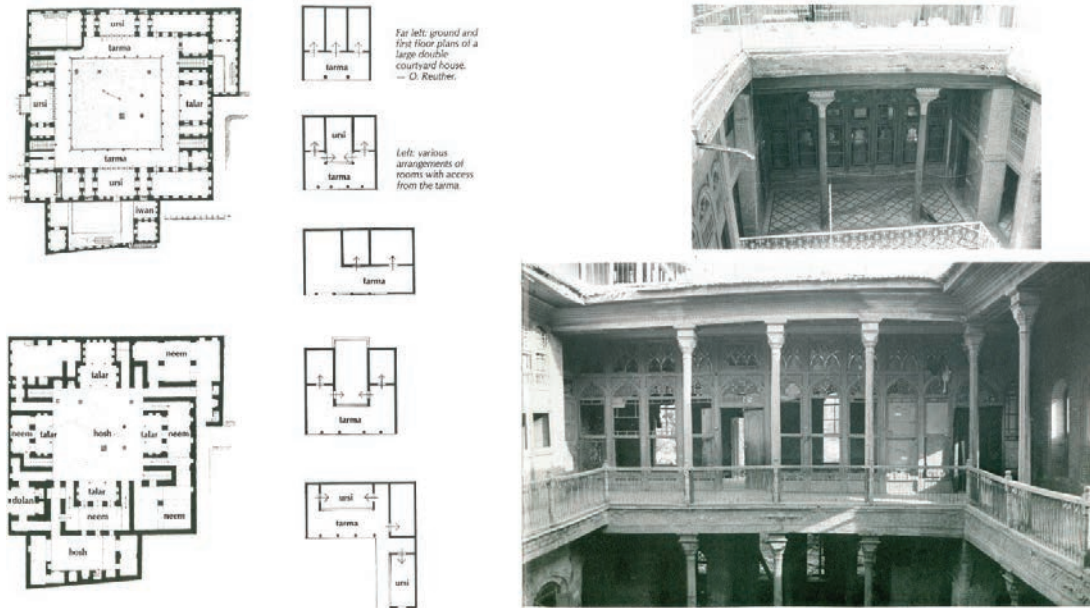 ursi
tarma
ursi
talar
tarma
ursi
iwan
neem
talar
neem
talar
hosh
talar
neem
talar
dolan
neem
neem
hosh
tarma
ursi
tarma
tarma
tarma
ursi
tarma
ursi
Far left: ground and
first floor plans of a
large double
courtyard house.
— O. Reuther.
Left: various
arrangements of
rooms with access
from the tarma.